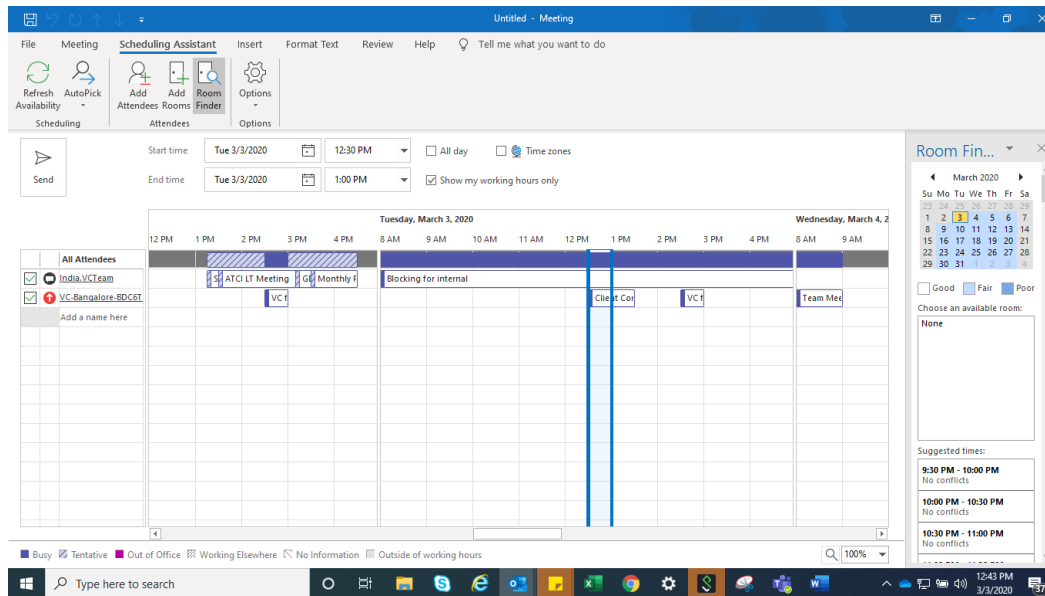 Untitled - Meeting
File Meeting Scheduling Assistant Insert Format Text Review Help Tell me what you want to do
Refresh Availability AutoPick Add Attendees Add Rooms Room Finder Options
Scheduling Attendees Options
Send
Start time Tue 3/3/2020 12:30 PM All day Time zones
End time Tue 3/3/2020 1:00 PM Show my working hours only
Tuesday, March 3, 2020 Wednesday, March 4, 2
12 PM 1 PM 2 PM 3 PM 4 PM 8 AM 9 AM 10 AM 11 AM 12 PM 1 PM 2 PM 3 PM 4 PM 8 AM 9 AM
All Attendees
India.VCTeam S ATCI LT Meeting Monthly F Blocking for internal
VC-Bangalore-BDC6T VC f Client Cor VC f Team Mee
Add a name here
Busy Tentative Out of Office Working Elsewhere No Information Outside of working hours 100%
Room Fin...
March 2020
Su Mo Tu We Th Fr Sa
23 24 25 26 27 28 29
1 2 3 4 5 6 7
8 9 10 11 12 13 14
15 16 17 18 19 20 21
22 23 24 25 26 27 28
29 30 31 1 2 3 4
Good Fair Poor
Choose an available room:
None
Suggested times:
9:30 PM - 10:00 PM
No conflicts
10:00 PM - 10:30 PM
No conflicts
10:30 PM - 11:00 PM
No conflicts
Type here to search
12:43 PM
3/3/2020
37